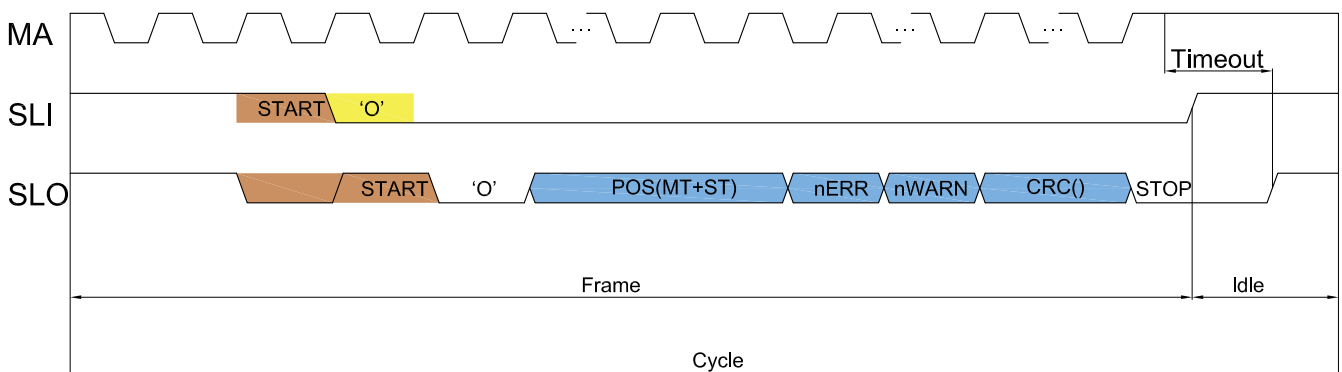 MA
... ... ...
Timeout
SLI
START 'O'
SLO
START 'O' POS(MT+ST) nERR nWARN CRC() STOP
Frame Idle
Cycle